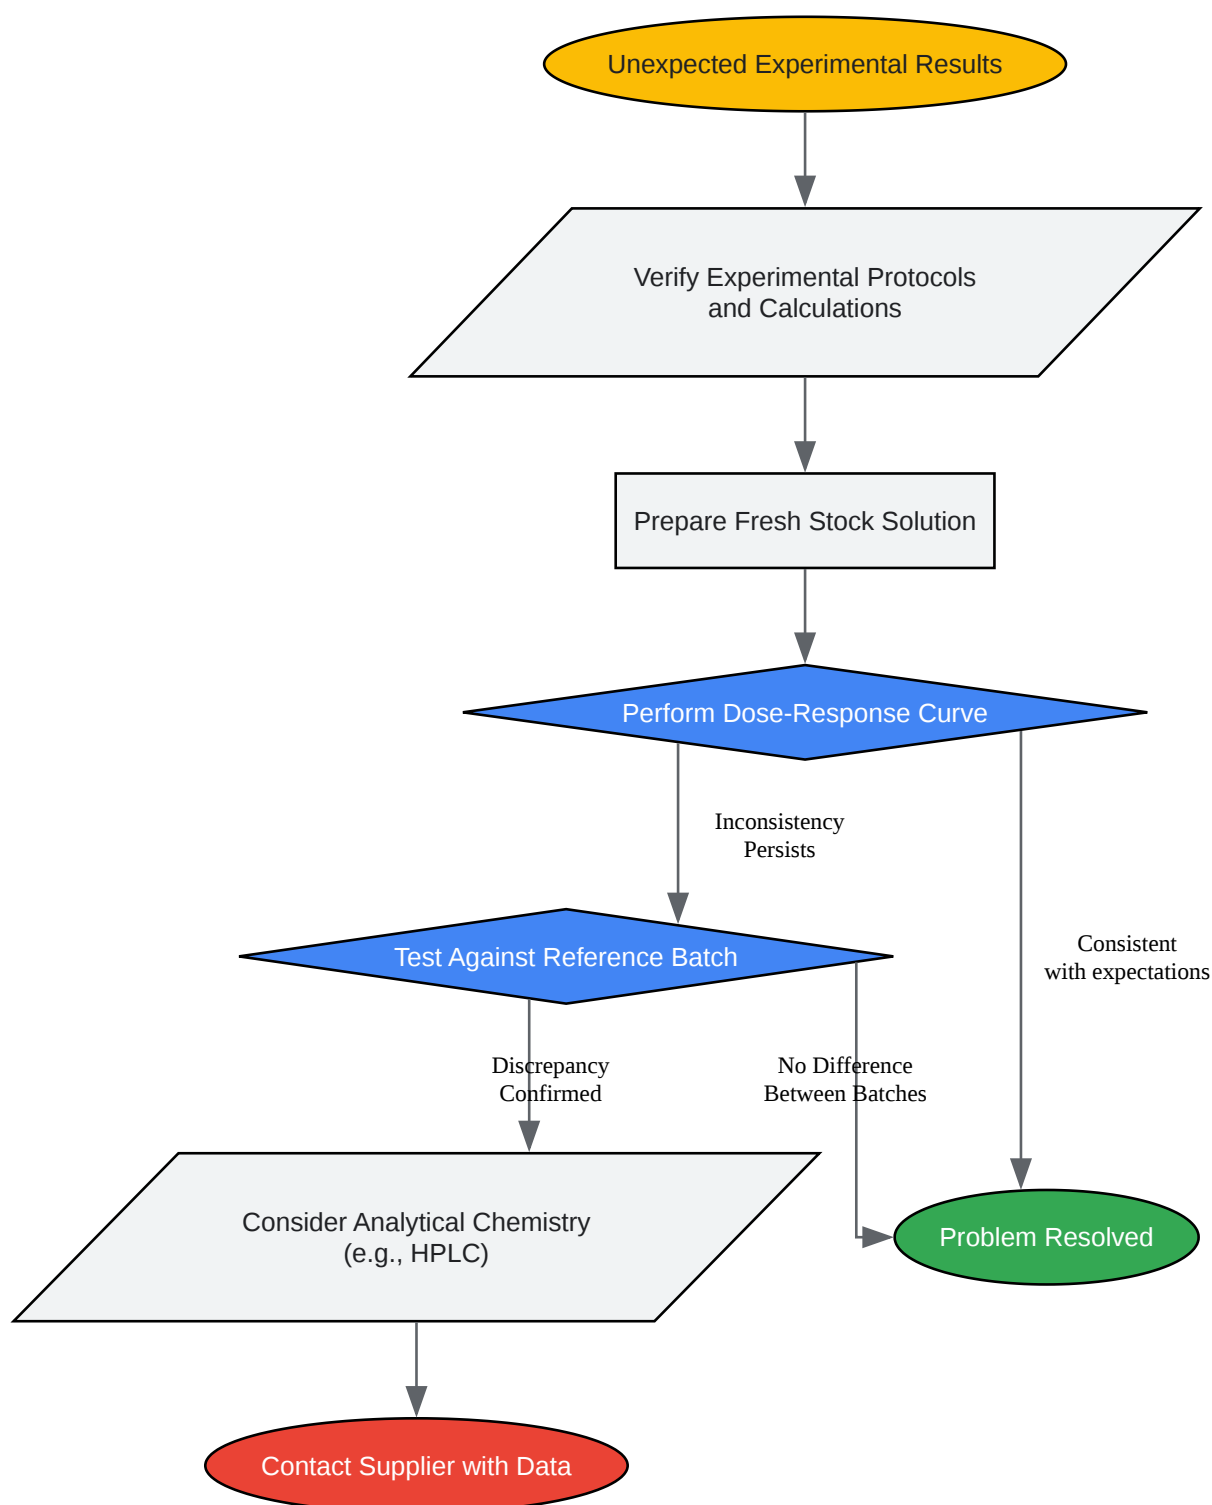 Unexpected Experimental Results
Verify Experimental Protocols
and Calculations
Prepare Fresh Stock Solution
Perform Dose-Response Curve
Inconsistency
Persists
Test Against Reference Batch
Consistent
with expectations
Discrepancy
Confirmed
No Difference
Between Batches
Consider Analytical Chemistry
(e.g., HPLC)
Problem Resolved
Contact Supplier with Data